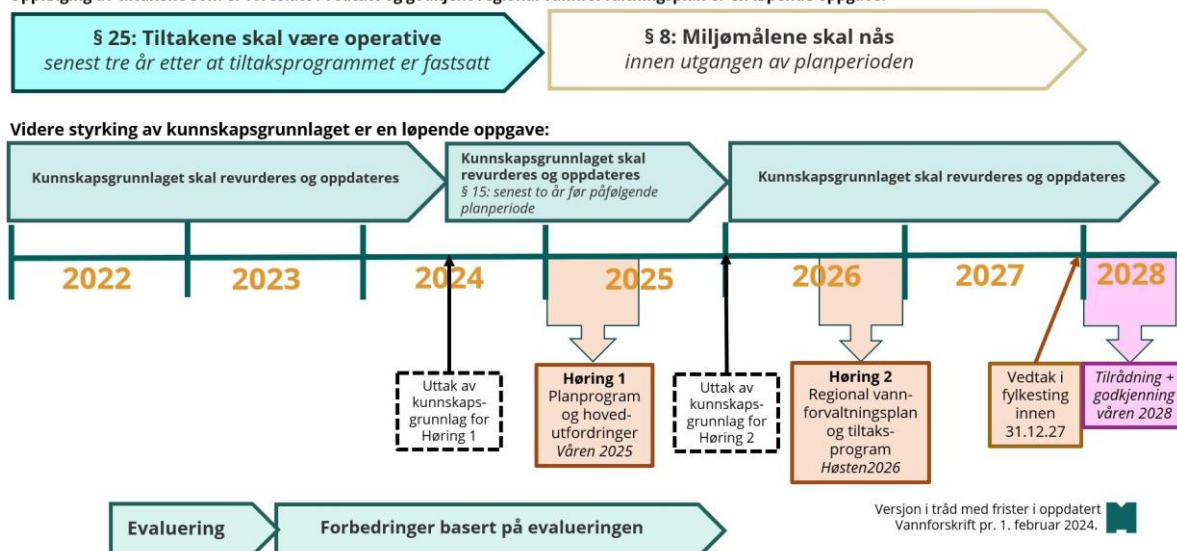 § 25: Tiltakene skal være operative
senest tre år etter at tiltaksprogrammet er fastsatt
§ 8: Miljømålene skal nås
innen utgangen av planperioden
Videre styrking av kunnskapsgrunnlaget er en løpende oppgave:
Kunnskapsgrunnlaget skal revurderes og oppdateres
Kunnskapsgrunnlaget skal
revurderes og oppdateres
§ 15: senest to år før påfølgende
planperiode
Kunnskapsgrunnlaget skal revurderes og oppdateres
2022
2023
2024
2025
2026
2027
2028
Uttak av
kunnskaps-
grunnlag for
Høring 1
Høring 1
Planprogram
og hoved-
utfordringer
Våren 2025
Uttak av
kunnskaps-
grunnlag for
Høring 2
Høring 2
Regional vann-
forvaltningsplan
og tiltaks-
program
Høsten2026
Vedtak i
fylkesting
innen
31.12.27
Tilrådning +
godkjenning
våren 2028
Evaluering
Forbedringer basert på evalueringen
Versjon i tråd med frister i oppdatert
Vannforskrift pr. 1. februar 2024.